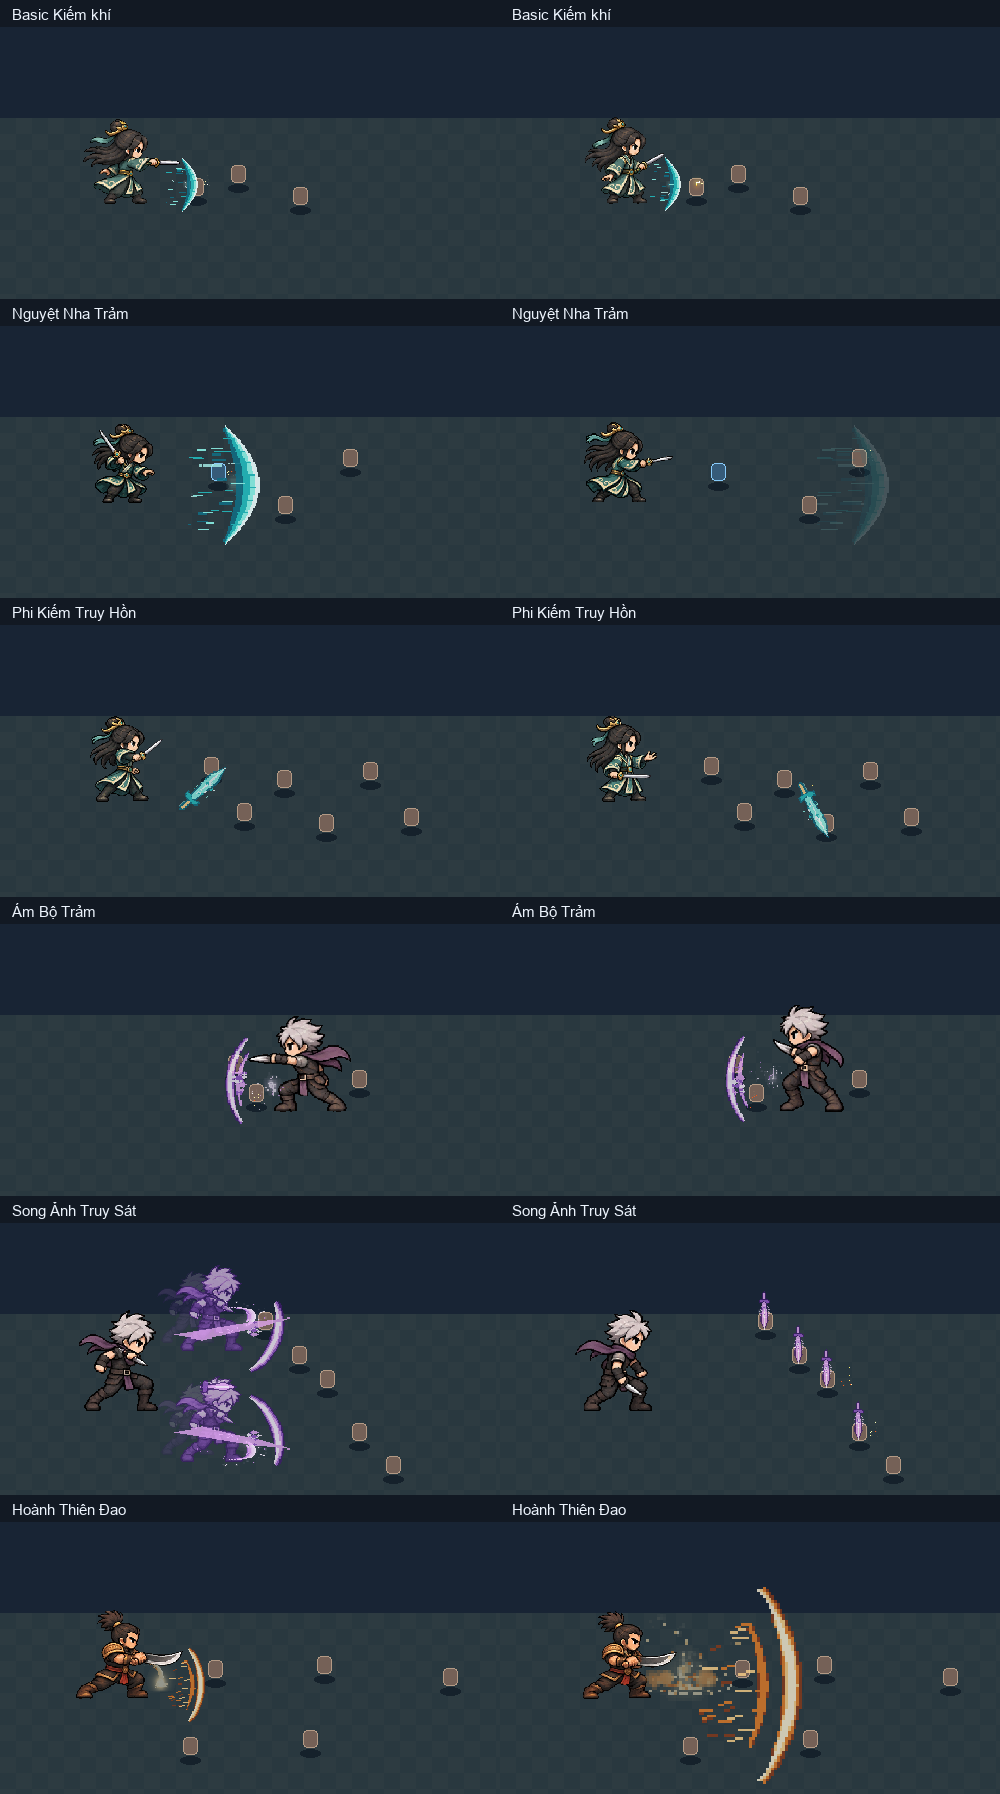 Basic Kiếm khí
Basic Kiếm khí
Nguyệt Nha Trảm
Nguyệt Nha Trảm
Phi Kiếm Truy Hồn
Phi Kiếm Truy Hồn
Ám Bộ Trảm
Ám Bộ Trảm
Song Ảnh Truy Sát
Song Ảnh Truy Sát
Hoành Thiên Đao
Hoành Thiên Đao